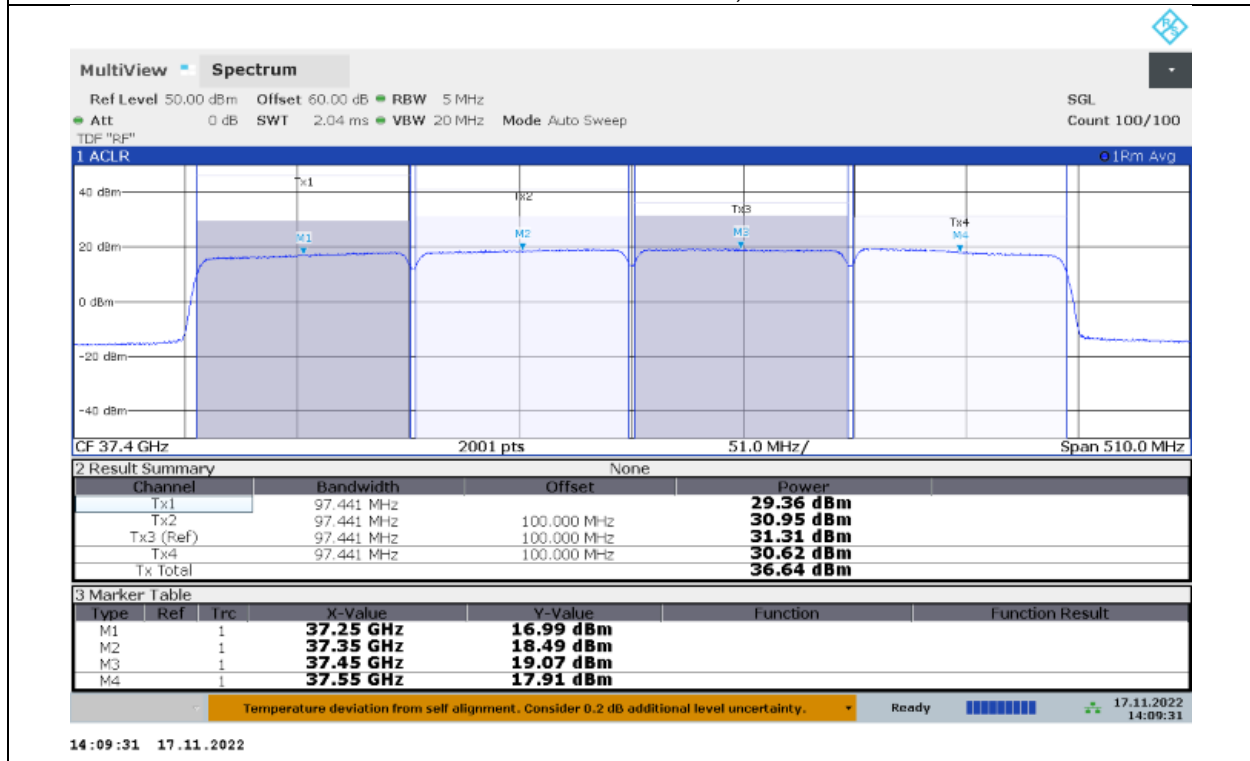 R S
MultiView Spectrum
Ref Level 50.00 dBm Offset 60.00 dB RBW 5 MHz SGL
Att 0 dB SWT 2.04 ms VBW 20 MHz Mode Auto Sweep Count 100/100
TDF "RF"
1 ACLR 1Rm Avg
40 dBm
Tx1 Tx2 Tx3 Tx4
20 dBm
M1 M2 M3 M4
0 dBm
-20 dBm
-40 dBm
CF 37.4 GHz 2001 pts 51.0 MHz/ Span 510.0 MHz
2 Result Summary None
Channel Bandwidth Offset Power
Tx1 97.441 MHz 29.36 dBm
Tx2 97.441 MHz 100.000 MHz 30.95 dBm
Tx3 (Ref) 97.441 MHz 100.000 MHz 31.31 dBm
Tx4 97.441 MHz 100.000 MHz 30.62 dBm
Tx Total 36.64 dBm
3 Marker Table
Type Ref Trc X-Value Y-Value Function Function Result
M1 1 37.25 GHz 16.99 dBm
M2 1 37.35 GHz 18.49 dBm
M3 1 37.45 GHz 19.07 dBm
M4 1 37.55 GHz 17.91 dBm
Temperature deviation from self alignment. Consider 0.2 dB additional level uncertainty. Ready 17.11.2022
14:09:31
14:09:31 17.11.2022